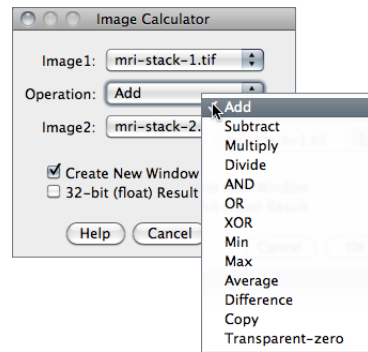 Image Calculator
Image1: mri-stack-1.tif
Operation: Add
Image2: mri-stack-2.
Create New Window
32-bit (float) Result
Help Cancel
Add
Subtract
Multiply
Divide
AND
OR
XOR
Min
Max
Average
Difference
Copy
Transparent-zero